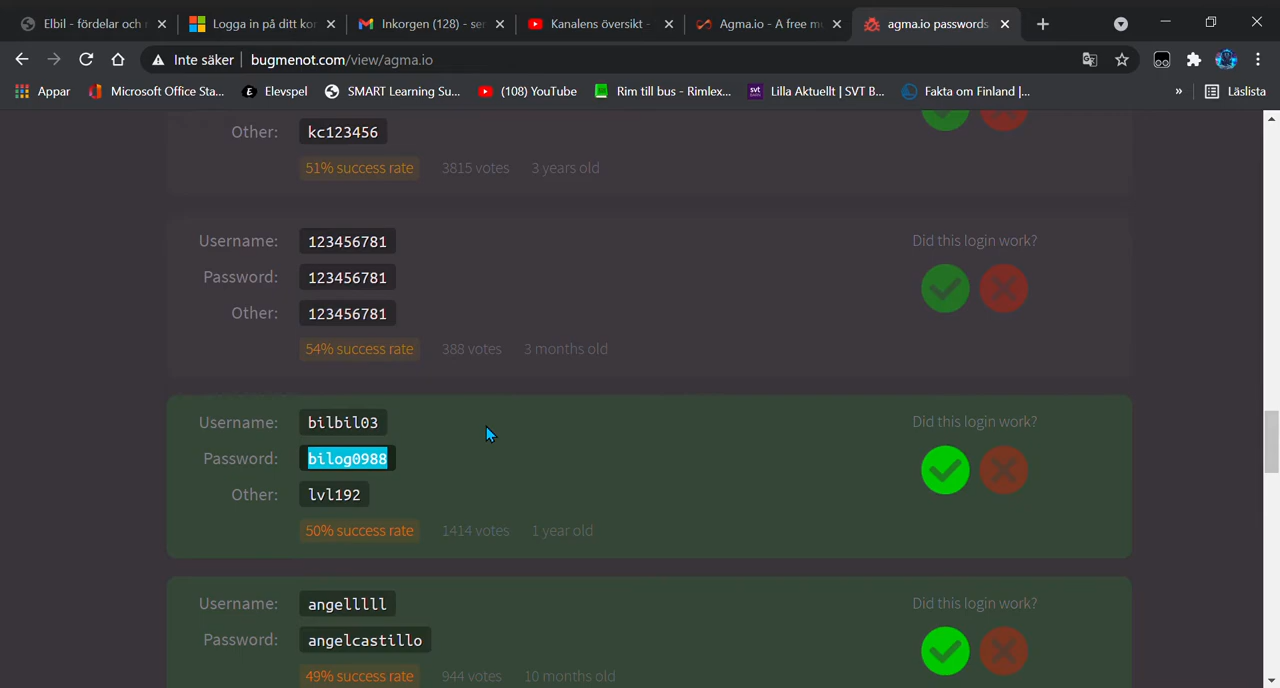 Elbil - fördelar och n
Logga in på ditt kor
Inkorgen (128) - ser
Kanalens översikt -
Agma.io - A free mu
agma.io passwords
Inte säker
bugmenot.com/view/agma.io
Appar
Microsoft Office Sta...
Elevspel
SMART Learning Su...
(108) YouTube
Rim till bus - Rimlex...
svt
Lilla Aktuellt | SVT B...
Fakta om Finland |...
»
Läslista
Other: kc123456
51% success rate 3815 votes 3 years old
Username: 123456781 Did this login work?
Password: 123456781
Other: 123456781
54% success rate 388 votes 3 months old
Username: bilbil03 Did this login work?
Password: bilog0988
Other: lvl192
50% success rate 1414 votes 1 year old
Username: angelllll Did this login work?
Password: angelcastillo
49% success rate 944 votes 10 months old